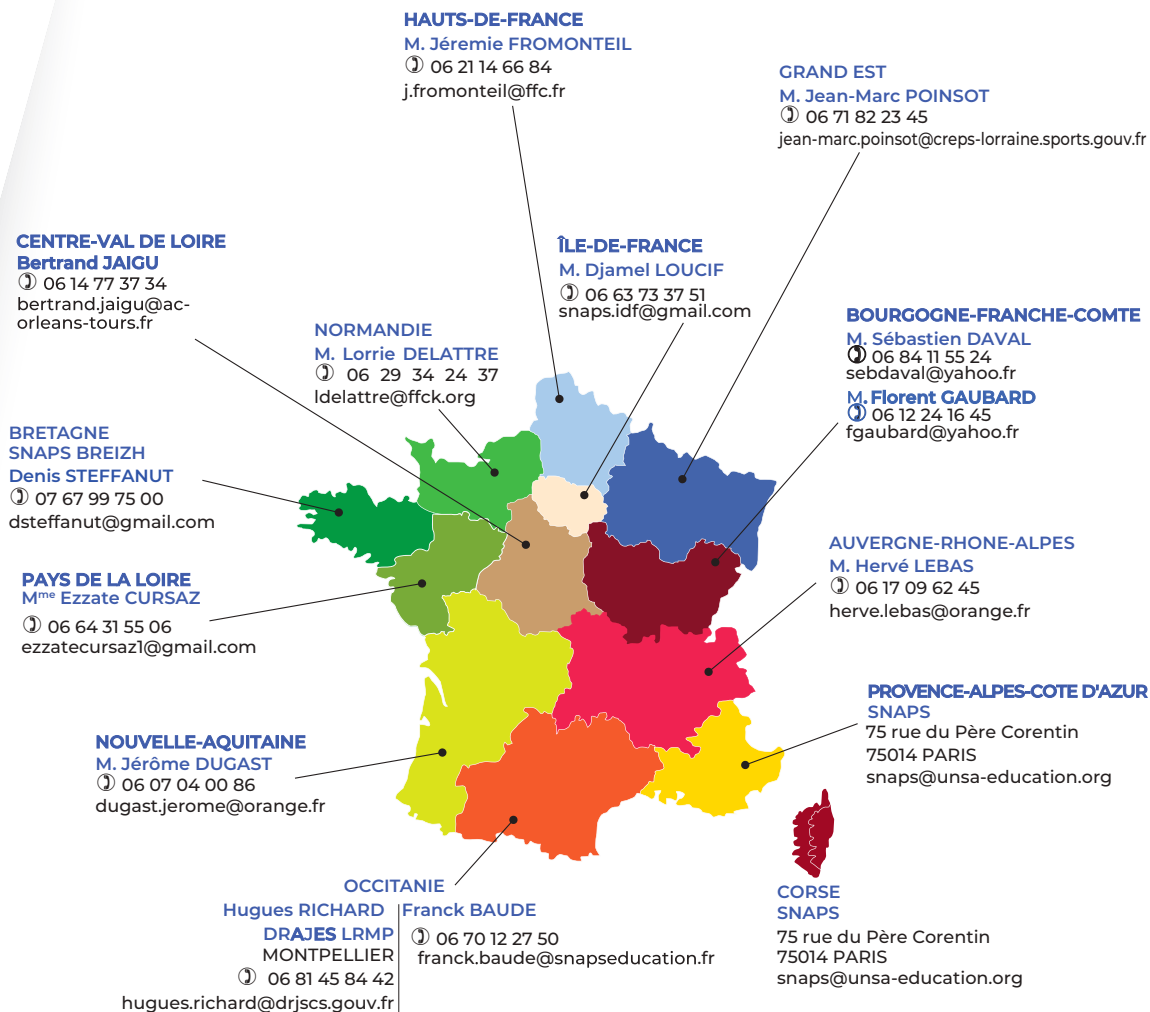 HAUTS-DE-FRANCE
M. Jéremie FROMONTEIL
✆ 06 21 14 66 84
j.fromonteil@ffc.fr
GRAND EST
M. Jean-Marc POINSOT
✆ 06 71 82 23 45
jean-marc.poinsot@creps-lorraine.sports.gouv.fr
CENTRE-VAL DE LOIRE
Bertrand JAIGU
✆ 06 14 77 37 34
bertrand.jaigu@ac-
orleans-tours.fr
ÎLE-DE-FRANCE
M. Djamel LOUCIF
✆ 06 63 73 37 51
snaps.idf@gmail.com
NORMANDIE
M. Lorrie DELATTRE
✆ 06 29 34 24 37
ldelattre@ffck.org
BOURGOGNE-FRANCHE-COMTE
M. Sébastien DAVAL
✆ 06 84 11 55 24
sebdaval@yahoo.fr
M. Florent GAUBARD
✆ 06 12 24 16 45
fgaubard@yahoo.fr
BRETAGNE
SNAPS BREIZH
Denis STEFFANUT
✆ 07 67 99 75 00
dsteffanut@gmail.com
AUVERGNE-RHONE-ALPES
M. Hervé LEBAS
✆ 06 17 09 62 45
herve.lebas@orange.fr
PAYS DE LA LOIRE
Mme Ezzate CURSAZ
✆ 06 64 31 55 06
ezzatecursaz1@gmail.com
PROVENCE-ALPES-COTE D'AZUR
SNAPS
75 rue du Père Corentin
75014 PARIS
snaps@unsa-education.org
NOUVELLE-AQUITAINE
M. Jérôme DUGAST
✆ 06 07 04 00 86
dugast.jerome@orange.fr
OCCITANIE
Hugues RICHARD
DRAJES LRMP
MONTPELLIER
✆ 06 81 45 84 42
hugues.richard@drjscs.gouv.fr
Franck BAUDE
✆ 06 70 12 27 50
franck.baude@snapseducation.fr
CORSE
SNAPS
75 rue du Père Corentin
75014 PARIS
snaps@unsa-education.org